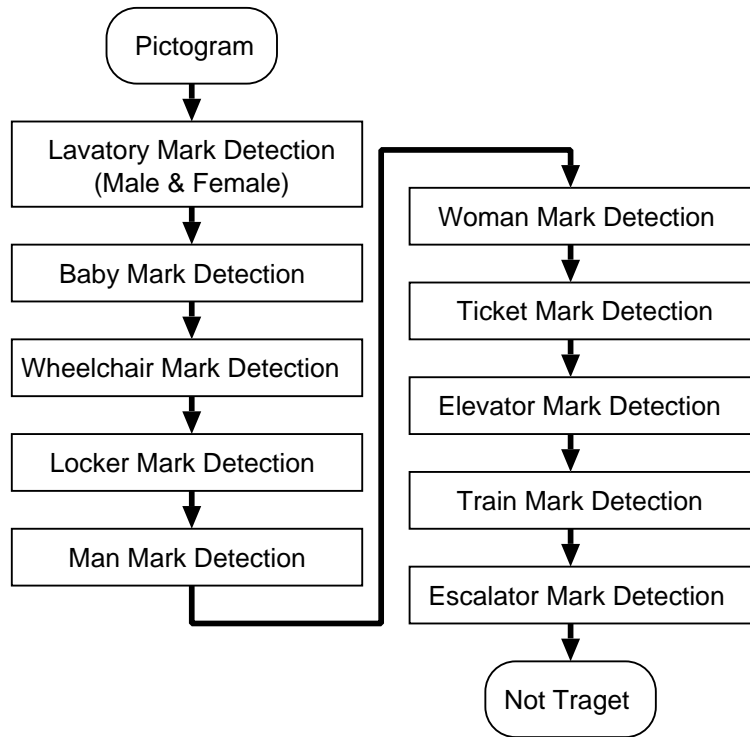 Pictogram
Lavatory Mark Detection
(Male & Female)
Baby Mark Detection
Wheelchair Mark Detection
Locker Mark Detection
Man Mark Detection
Woman Mark Detection
Ticket Mark Detection
Elevator Mark Detection
Train Mark Detection
Escalator Mark Detection
Not Traget